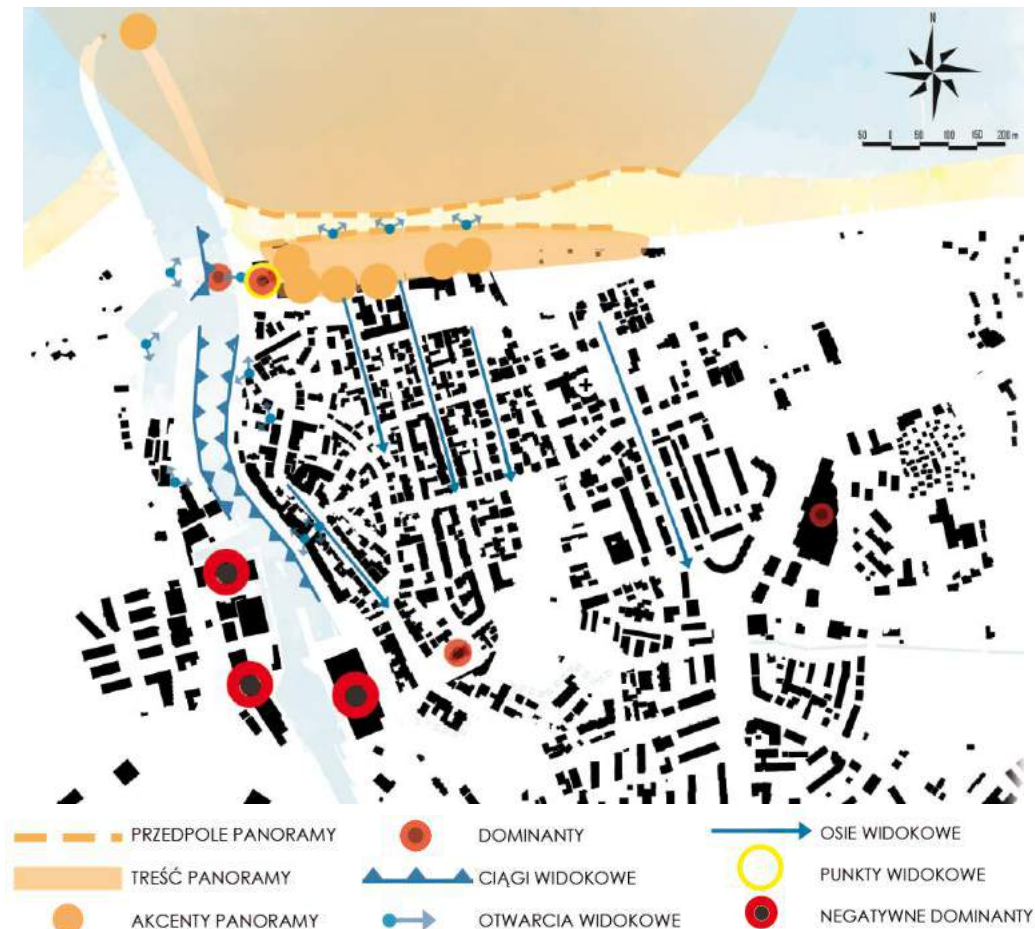 N
50 0 50 100 150 200 m
PRZEDPOLE PANORAMY
DOMINANTY
OSIE WIDOKOWE
TREŚĆ PANORAMY
CIĄGI WIDOKOWE
PUNKTY WIDOKOWE
AKCENTY PANORAMY
OTWARCIA WIDOKOWE
NEGATYWNE DOMINANTY